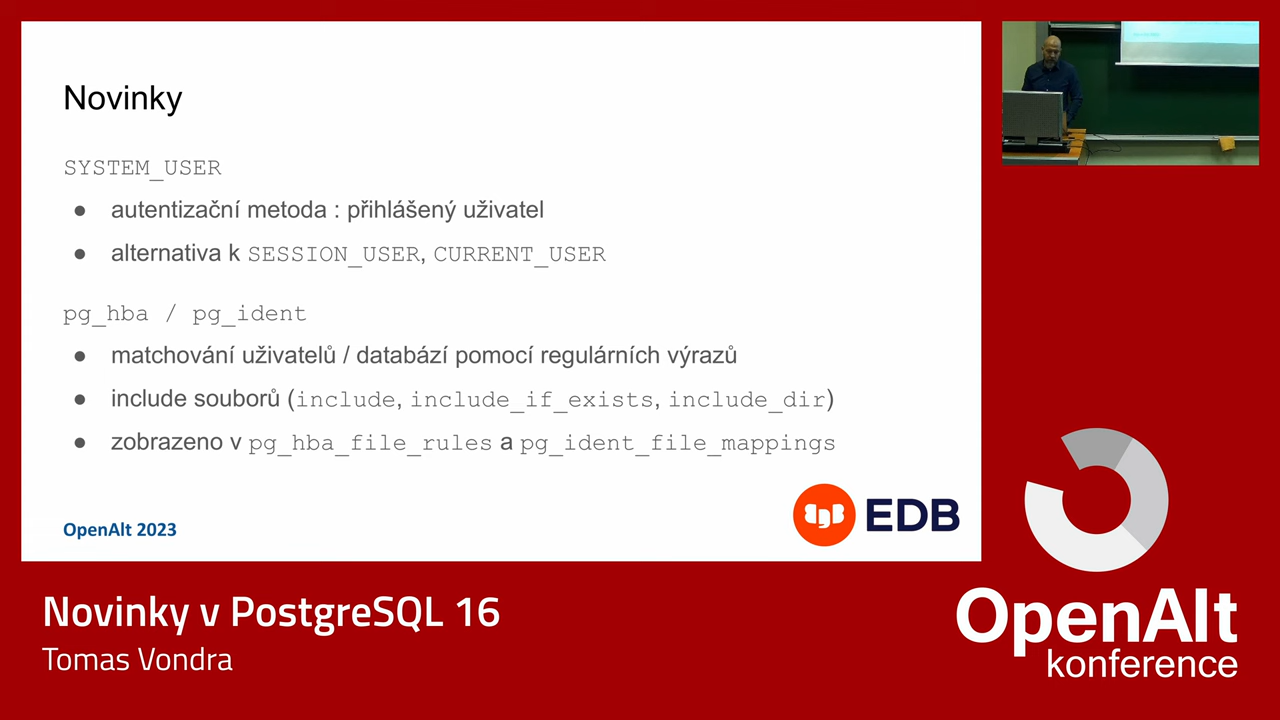 Novinky
SYSTEM_USER
● autentizační metoda : přihlášený uživatel
● alternativa k SESSION_USER, CURRENT_USER
pg_hba / pg_ident
● matchování uživatelů / databází pomocí regulárních výrazů
● include souborů (include, include_if_exists, include_dir)
● zobrazeno v pg_hba_file_rules a pg_ident_file_mappings
OpenAlt 2023
EDB
Novinky v PostgreSQL 16
Tomas Vondra
OpenAlt
konference